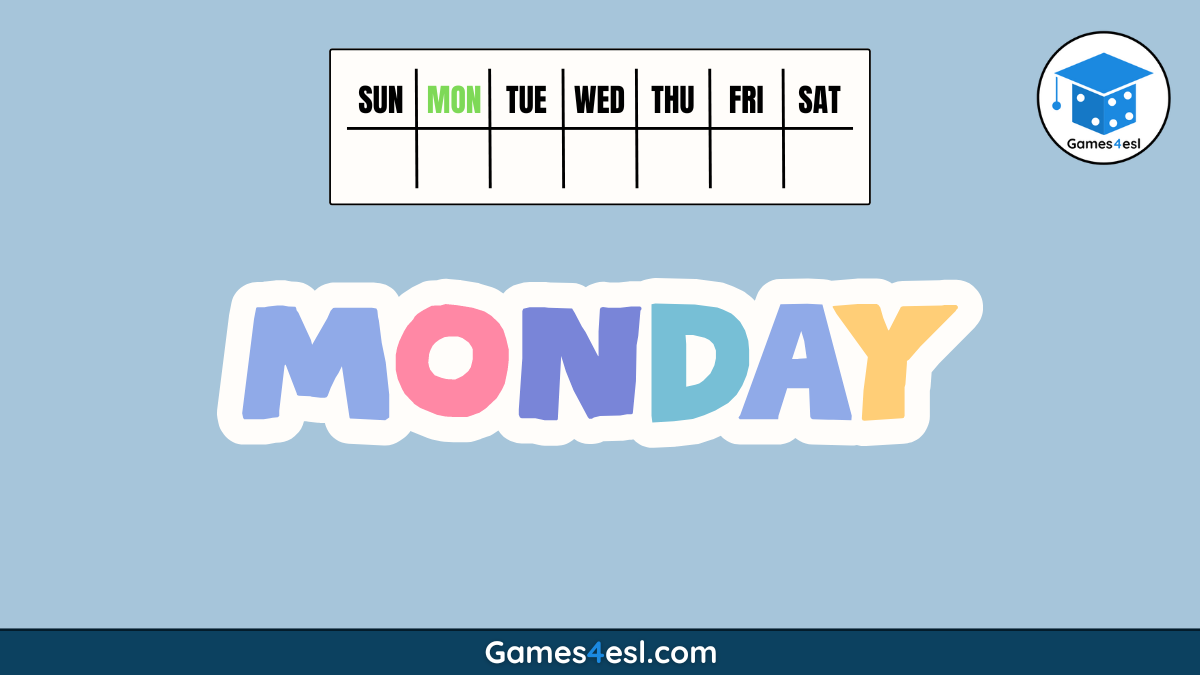 SUN MON TUE WED THU FRI SAT
Games4esl
MONDAY
Games4esl.com